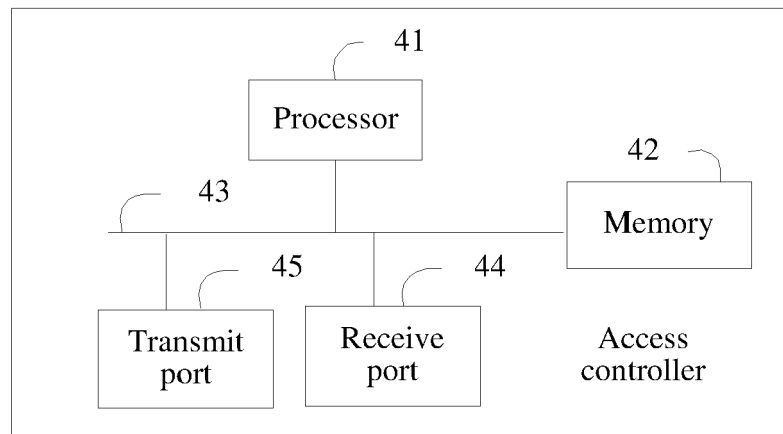 41
Processor
42
Memory
43
45
44
Transmit
port
Receive
port
Access
controller